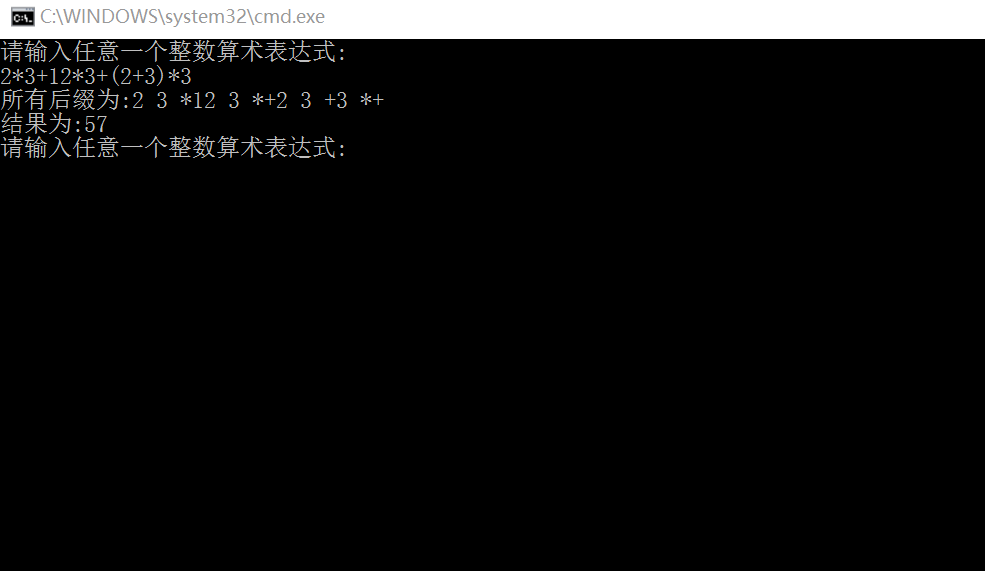 C:\WINDOWS\system32\cmd.exe
请输入任意一个整数算术表达式:
2*3+12*3+(2+3)*3
所有后缀为:2 3 *12 3 *+2 3 +3 *+
结果为:57
请输入任意一个整数算术表达式: